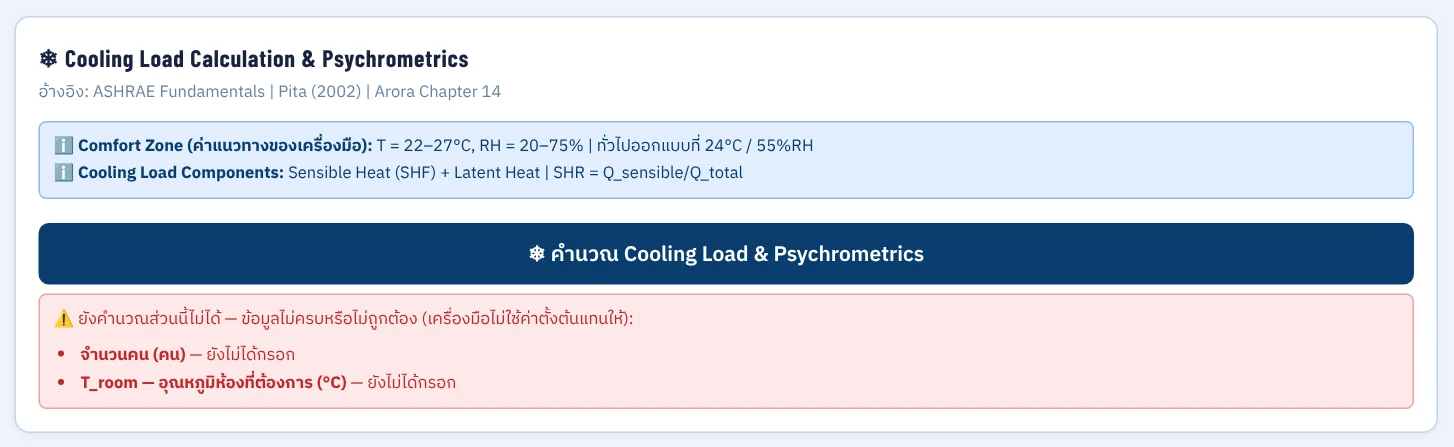 ❄ Cooling Load Calculation & Psychrometrics
อ้างอิง: ASHRAE Fundamentals | Pita (2002) | Arora Chapter 14
ℹ️ Comfort Zone (ค่าแนวทางของเครื่องมือ): T = 22–27°C, RH = 20–75% | ทั่วไปออกแบบที่ 24°C / 55%RH
ℹ️ Cooling Load Components: Sensible Heat (SHF) + Latent Heat | SHR = Q_sensible/Q_total
❄ คำนวณ Cooling Load & Psychrometrics
⚠️ ยังคำนวณส่วนนี้ไม่ได้ — ข้อมูลไม่ครบหรือไม่ถูกต้อง (เครื่องมือไม่ใช้ค่าตั้งต้นแทนให้):
• จำนวนคน (คน) — ยังไม่ได้กรอก
• T_room — อุณหภูมิห้องที่ต้องการ (°C) — ยังไม่ได้กรอก